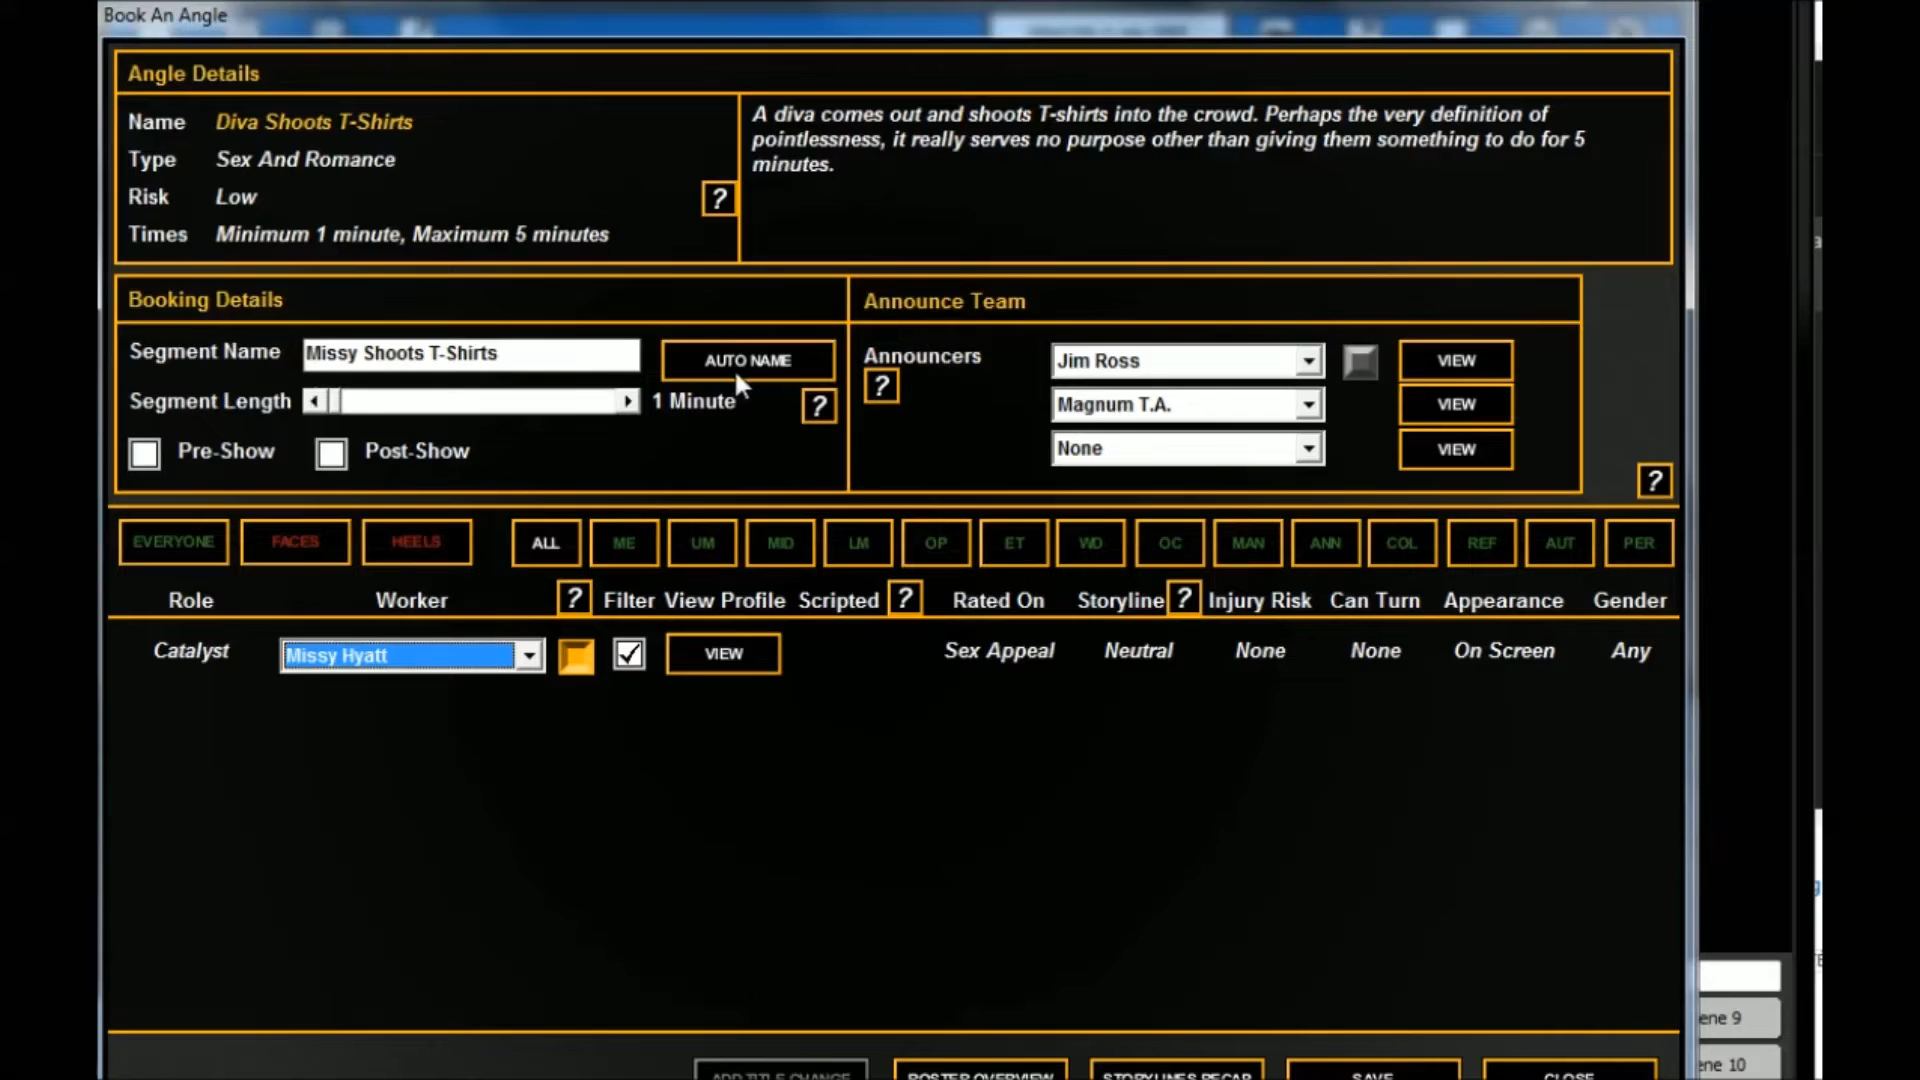 Book An Angle
Angle Details
Name Diva Shoots T-Shirts
Type Sex And Romance
Risk Low
?
Times Minimum 1 minute, Maximum 5 minutes
A diva comes out and shoots T-shirts into the crowd. Perhaps the very definition of
pointlessness, it really serves no purpose other than giving them something to do for 5
minutes.
Booking Details
Segment Name Missy Shoots T-Shirts AUTO NAME
Segment Length 1 Minute ?
Pre-Show Post-Show
Announce Team
Announcers Jim Ross VIEW
? Magnum T.A. VIEW
None VIEW
?
EVERYONE FACES HEELS ALL ME UM MID LM OP ET WD OC MAN ANN COL REF AUT PER
Role Worker ? Filter View Profile Scripted ? Rated On Storyline ? Injury Risk Can Turn Appearance Gender
Catalyst Missy Hyatt VIEW Sex Appeal Neutral None None On Screen Any
ADD TITLE CHANGE ROSTER OVERVIEW STORYLINES RECAP SAVE CLOSE
ene 9
ene 10